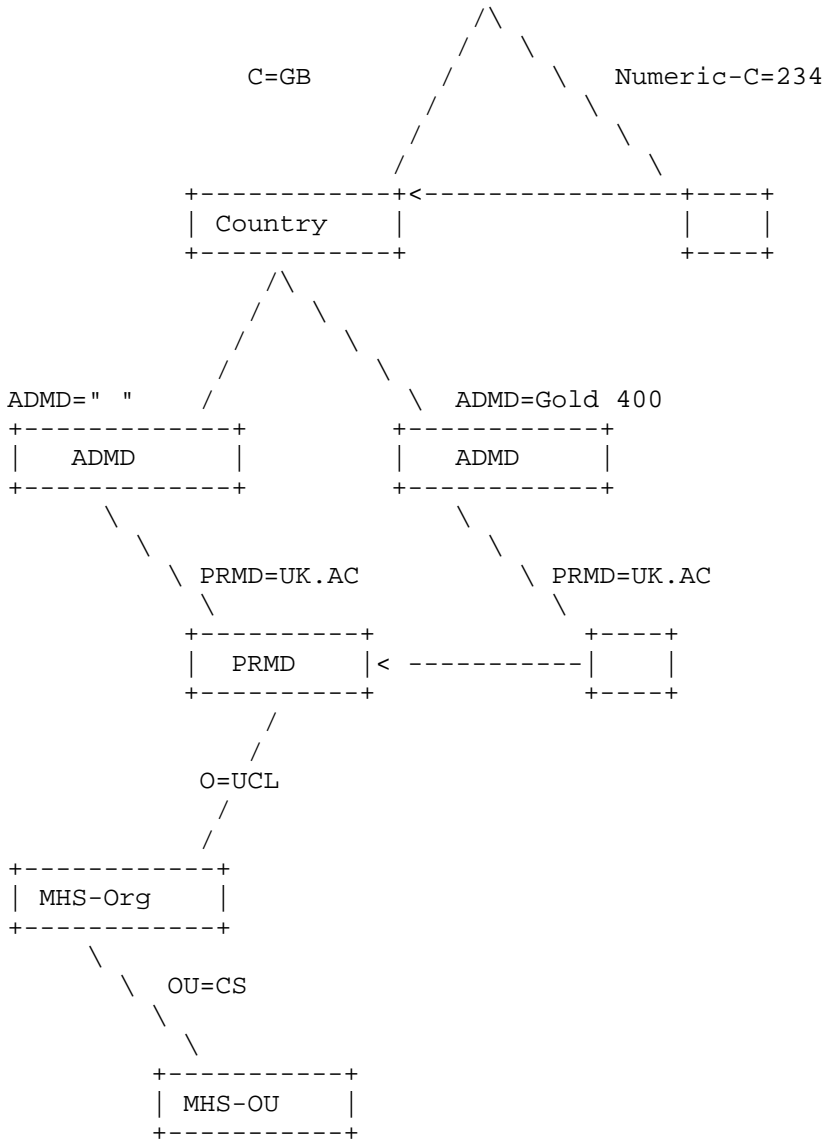 C=GB Numeric-C=234
Country
ADMD=" " ADMD=Gold 400
ADMD ADMD
PRMD=UK.AC PRMD=UK.AC
PRMD
O=UCL
MHS-Org
OU=CS
MHS-OU